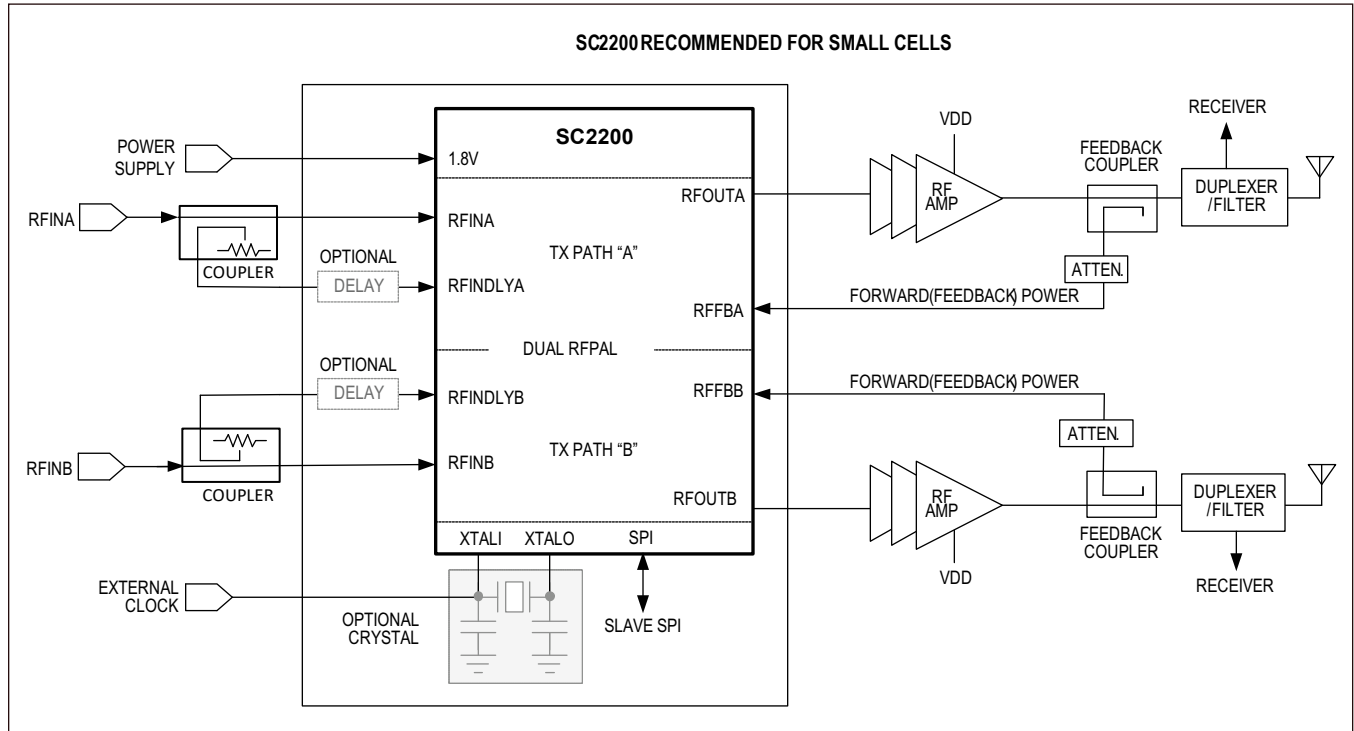 SC2200 RECOMMENDED FOR SMALL CELLS
POWER
SUPPLY
RFINA
COUPLER
OPTIONAL
DELAY
OPTIONAL
DELAY
RFINB
COUPLER
EXTERNAL
CLOCK
OPTIONAL
CRYSTAL
SC2200
1.8V
RFINA
RFOUTA
TX PATH “A”
RFINDLYA
RFFBA
DUAL RFPAL
RFINDLYB
RFFBB
TX PATH “B”
RFINB
RFOUTB
XTALI
XTALO
SPI
SLAVE SPI
VDD
RF
AMP
FEEDBACK
COUPLER
RECEIVER
DUPLEXER
/FILTER
ATTEN.
FORWARD(FEEDBACK) POWER
FORWARD(FEEDBACK) POWER
ATTEN.
RF
AMP
VDD
FEEDBACK
COUPLER
DUPLEXER
/FILTER
RECEIVER